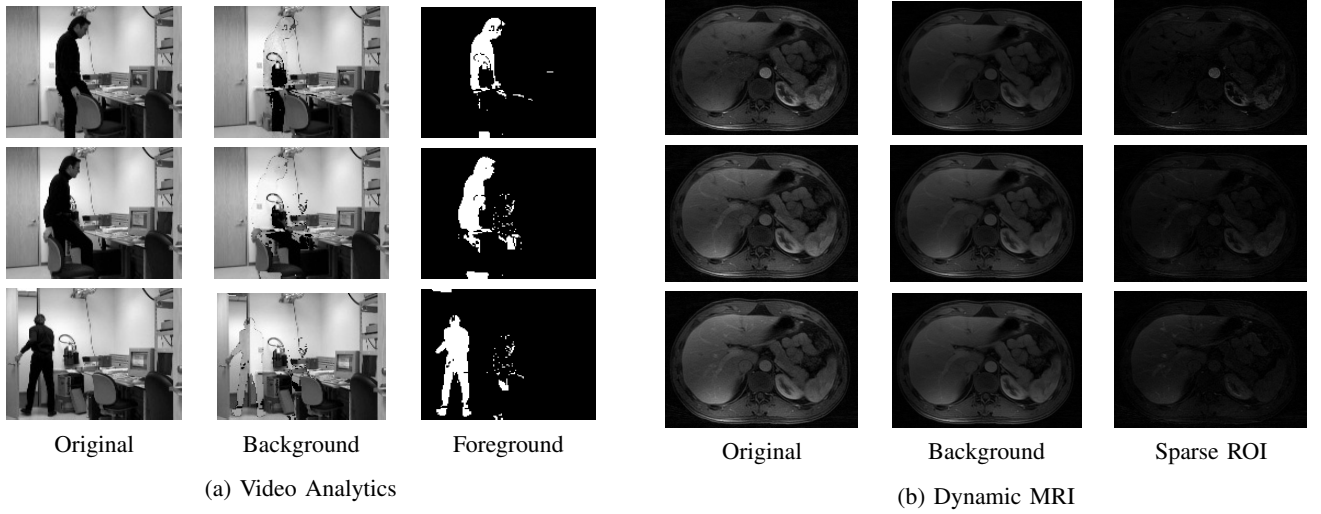 Original Background Foreground
(a) Video Analytics
Original Background Sparse ROI
(b) Dynamic MRI